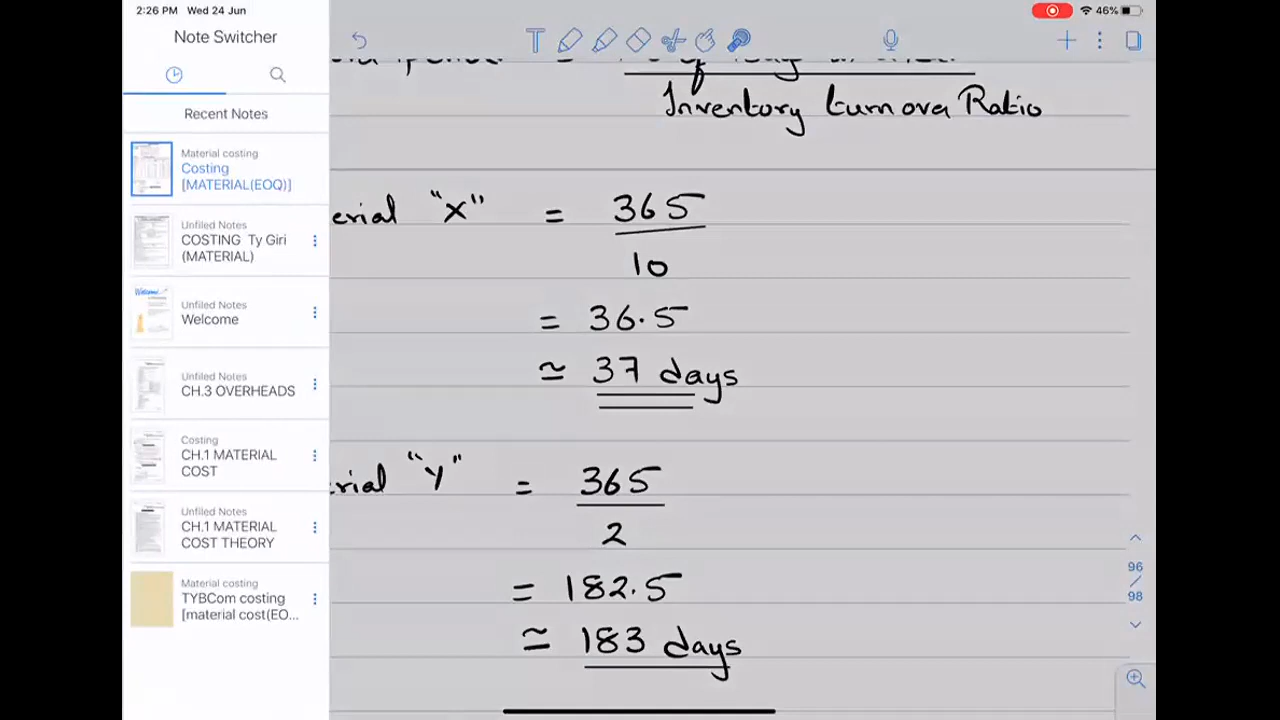 2:26 PM Wed 24 Jun
46%
Note Switcher
Recent Notes
Material costing
Costing
[MATERIAL(EOQ)]
Unfiled Notes
COSTING Ty Giri
(MATERIAL)
Unfiled Notes
Welcome
Unfiled Notes
CH.3 OVERHEADS
Costing
CH.1 MATERIAL
COST
Unfiled Notes
CH.1 MATERIAL
COST THEORY
Material costing
TYBCom costing
[material cost(EO...
=
Inventory turnover Ratio
erial "X" = 365
10
= 36.5
≃ 37 days
rial "Y" = 365
2
= 182.5
≃ 183 days
96
/
98